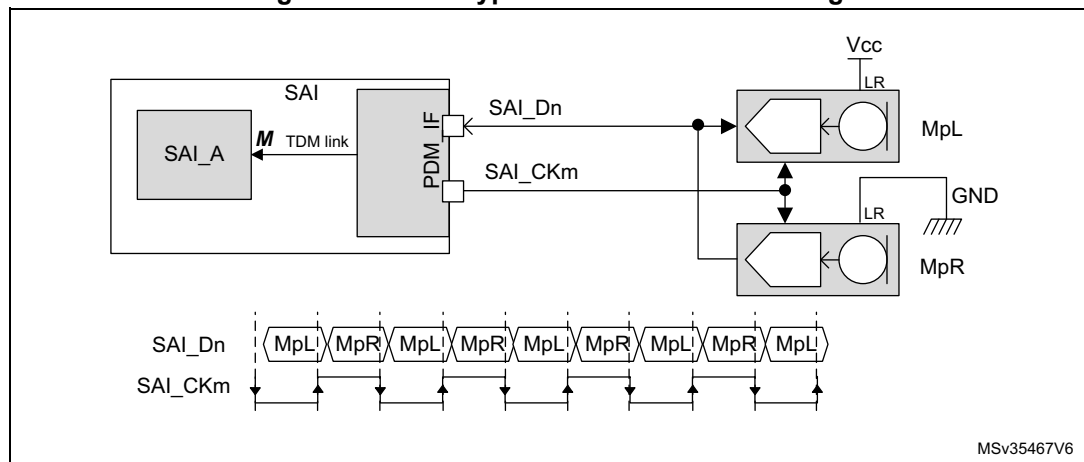 Vcc
LR
SAI
PDM_IF
SAI_Dn
SAI_A
M TDM link
MpL
SAI_CKm
GND
LR
MpR
SAI_Dn MpL MpR MpL MpR MpL MpR MpL MpR MpL
SAI_CKm
MSv35467V6